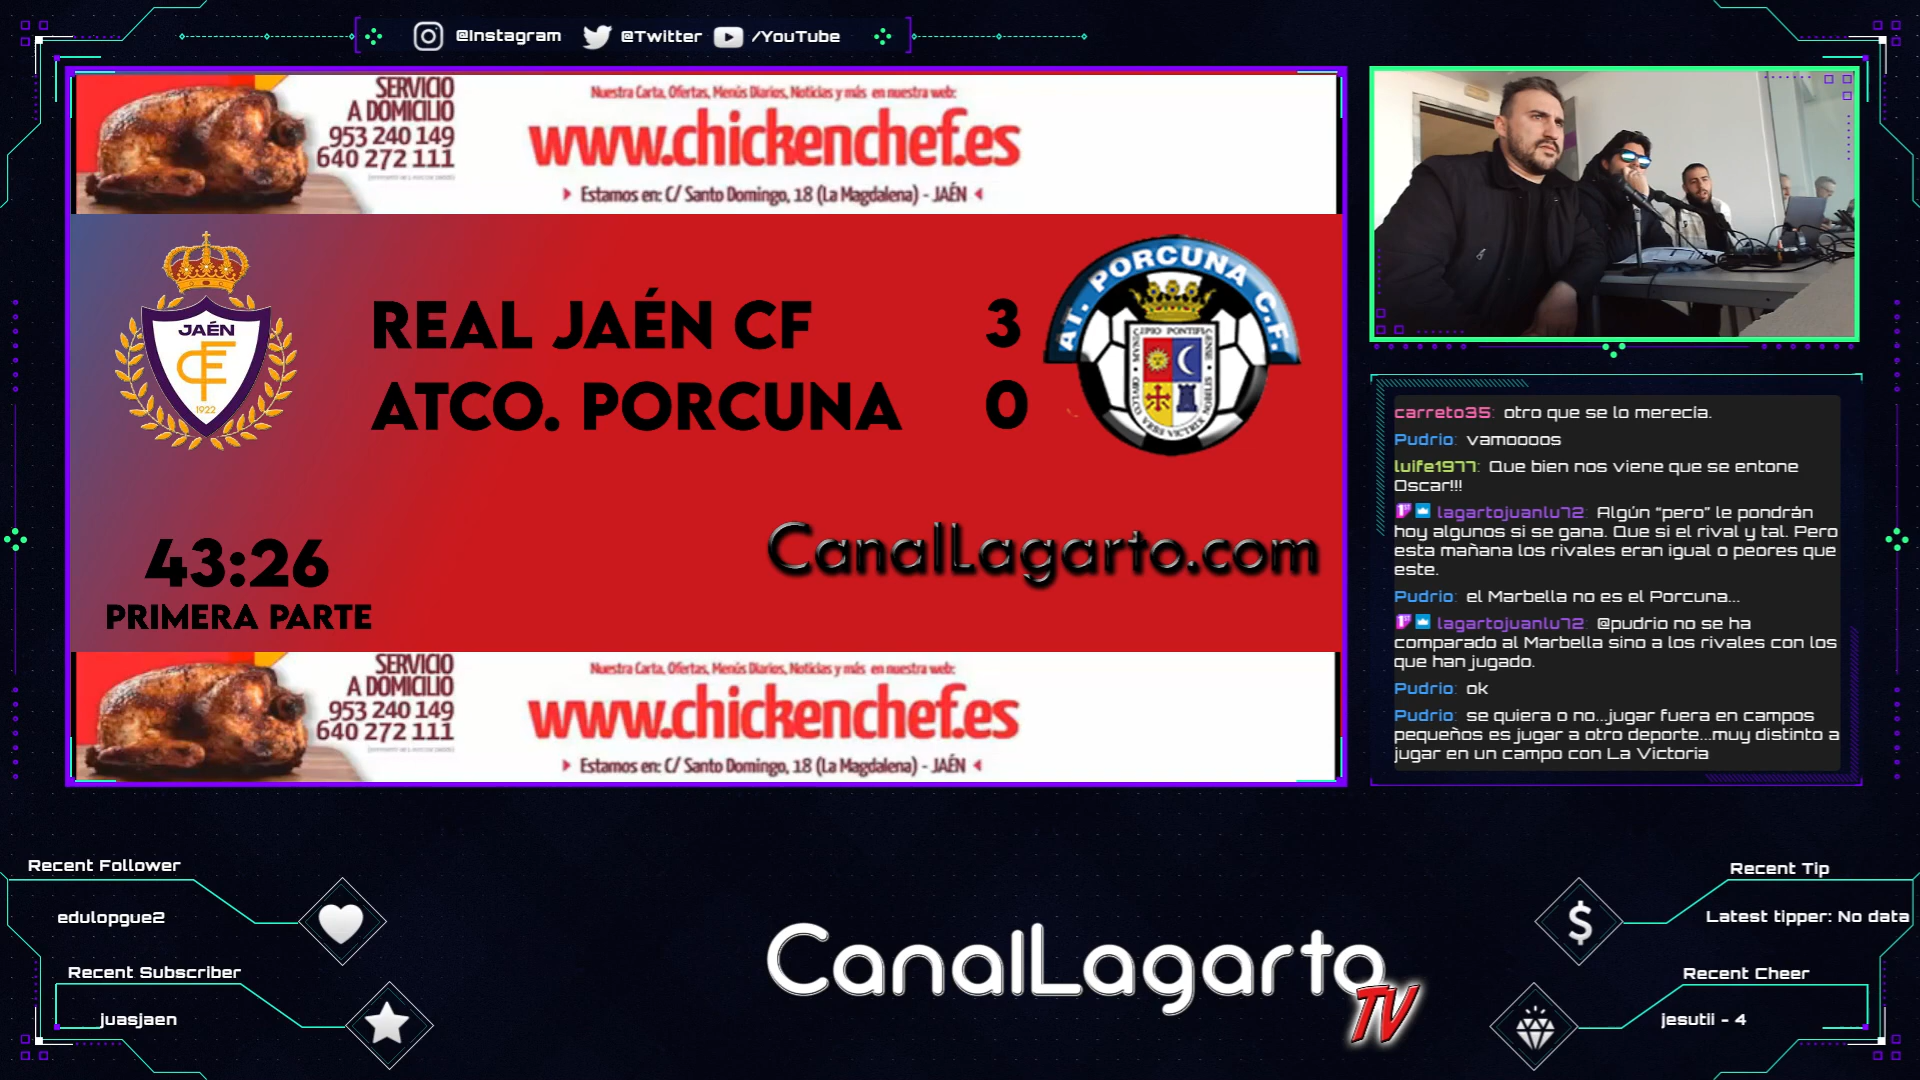 @Instagram @Twitter /YouTube
SERVICIO
A DOMICILIO
953 240 149
640 272 111
Nuestra Carta, Ofertas, Menús Diarios, Noticias y más en nuestra web:
www.chickenchef.es
Estamos en: C/ Santo Domingo, 18 (La Magdalena) - JAÉN
JAÉN
CF
1922
REAL JAÉN CF 3
ATCO. PORCUNA 0
AT. PORCUNA C.F.
43:26
PRIMERA PARTE
CanalLagarto.com
SERVICIO
A DOMICILIO
953 240 149
640 272 111
Nuestra Carta, Ofertas, Menús Diarios, Noticias y más en nuestra web:
www.chickenchef.es
Estamos en: C/ Santo Domingo, 18 (La Magdalena) - JAÉN
carreto35: otro que se lo merecia.
Pudrio: vamoooos
luife1977: Que bien nos viene que se entone
Oscar!!!
lagartojuanlu72: Algún “pero” le pondrán
hoy algunos si se gana. Que si el rival y tal. Pero
esta mañana los rivales eran igual o peores que
este.
Pudrio: el Marbella no es el Porcuna...
lagartojuanlu72: @pudrio no se ha
comparado al Marbella sino a los rivales con los
que han jugado.
Pudrio: ok
Pudrio: se quiera o no...jugar fuera en campos
pequeños es jugar a otro deporte...muy distinto a
jugar en un campo con La Victoria
Recent Follower
edulopgue2
Recent Subscriber
juasjaen
CanalLagarto
TV
Recent Tip
Latest tipper: No data
Recent Cheer
jesutii - 4